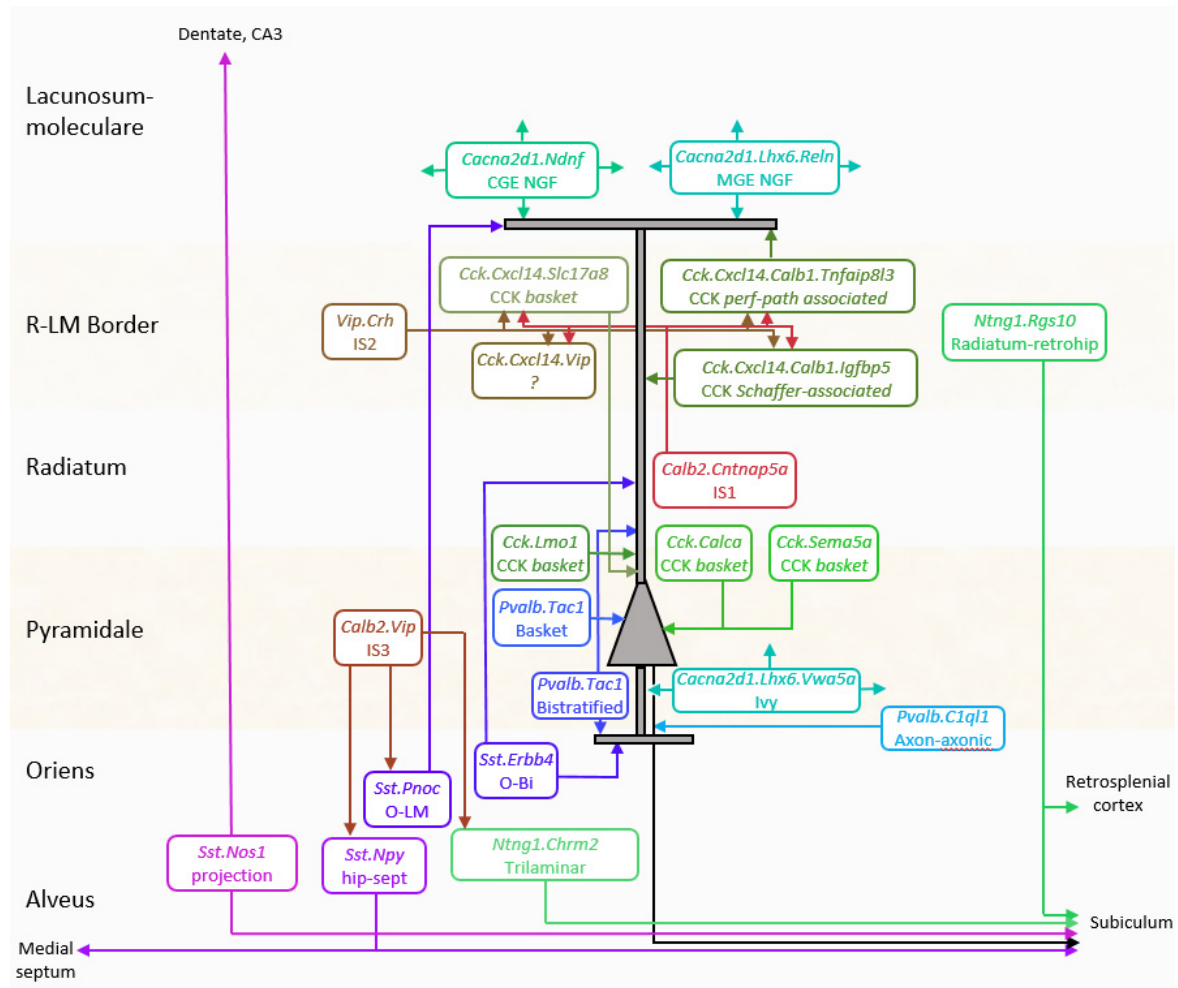 Dentate, CA3
Lacunosum-
moleculare
Cacna2d1.Ndnf
CGE NGF
Cacna2d1.Lhx6.Reln
MGE NGF
R-LM Border
Cck.Cxcl14.Slc17a8
CCK basket
Cck.Cxcl14.Calb1.Tnfaip8l3
CCK perf-path associated
Vip.Crh
IS2
Ntng1.Rgs10
Radiatum-retrohip
Cck.Cxcl14.Vip
?
Cck.Cxcl14.Calb1.Igfbp5
CCK Schaffer-associated
Radiatum
Calb2.Cntnap5a
IS1
Cck.Lmo1
CCK basket
Cck.Calca
CCK basket
Cck.Sema5a
CCK basket
Pyramidale
Pvalb.Tac1
Basket
Calb2.Vip
IS3
Pvalb.Tac1
Bistratified
Cacna2d1.Lhx6.Vwa5a
Ivy
Pvalb.C1ql1
Axon-axonic
Oriens
Sst.Erbb4
O-Bi
Sst.Pnoc
O-LM
Retrosplenial
cortex
Sst.Nos1
projection
Sst.Npy
hip-sept
Ntng1.Chrm2
Trilaminar
Alveus
Subiculum
Medial
septum